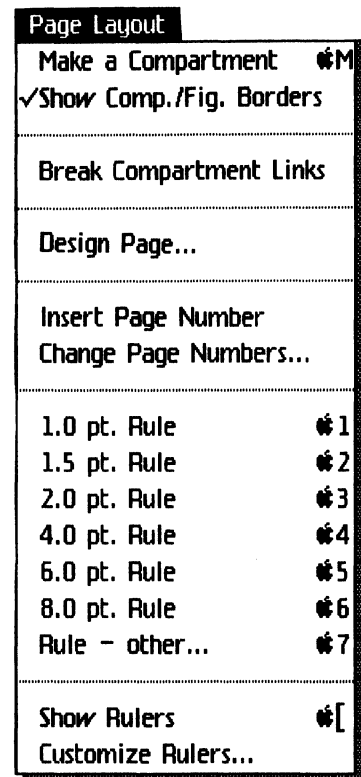 Page Layout
Make a Compartment M
✓Show Comp./Fig. Borders
Break Compartment Links
Design Page...
Insert Page Number
Change Page Numbers...
1.0 pt. Rule 1
1.5 pt. Rule 2
2.0 pt. Rule 3
4.0 pt. Rule 4
6.0 pt. Rule 5
8.0 pt. Rule 6
Rule - other... 7
Show Rulers [
Customize Rulers...